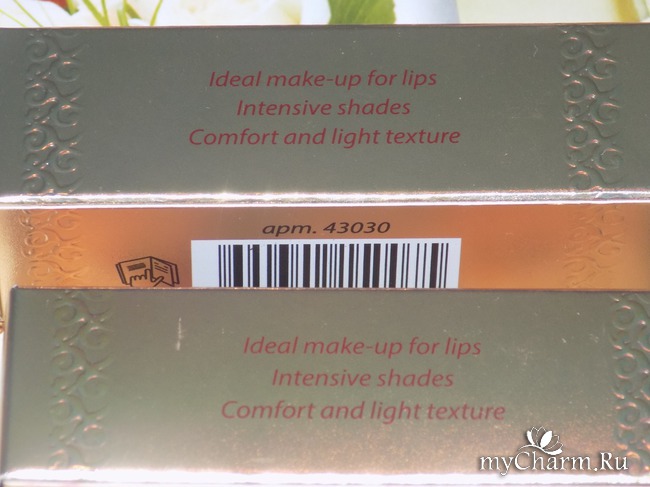 Ideal make-up for lips
Intensive shades
Comfort and light texture
арт. 43030
Ideal make-up for lips
Intensive shades
Comfort and light texture
myCharm.Ru